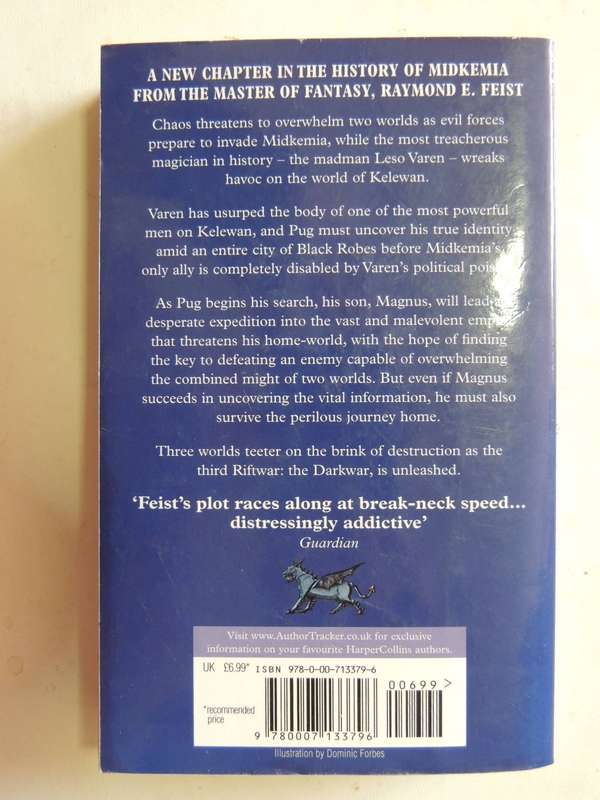 A NEW CHAPTER IN THE HISTORY OF MIDKEMIA
FROM THE MASTER OF FANTASY, RAYMOND E. FEIST
Chaos threatens to overwhelm two worlds as evil forces
prepare to invade Midkemia, while the most treacherous
magician in history – the madman Leso Varen – wreaks
havoc on the world of Kelewan.
Varen has usurped the body of one of the most powerful
men on Kelewan, and Pug must uncover his true identity
amid an entire city of Black Robes before Midkemia's
only ally is completely disabled by Varen's political
As Pug begins his search, his son, Magnus, will lead a
desperate expedition into the vast and malevolent
that threatens his home-world, with the hope of finding
the key to defeating an enemy capable of overwhelming
the combined might of two worlds. But even if Magnus
succeeds in uncovering the vital information, he must also
survive the perilous journey home.
Three worlds teeter on the brink of destruction as the
third Riftwar: the Darkwar, is unleashed.
'Feist's plot races along at break-neck speed...
distressingly addictive'
Guardian
Visit www.AuthorTracker.co.uk for exclusive
information on your favourite HarperCollins authors.
UK £6.99* ISBN 978-0-00-713379-6
00699 >
*recommended
price
9 780007 133796
Illustration by Dominic Forbes